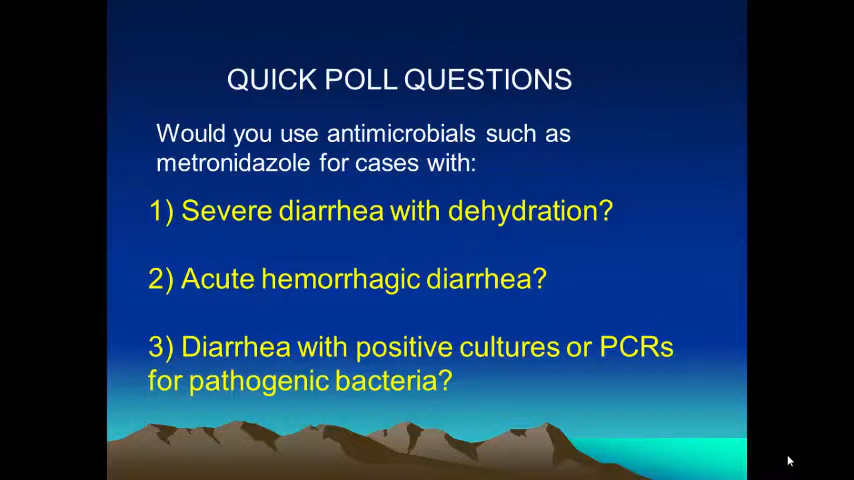 QUICK POLL QUESTIONS
Would you use antimicrobials such as
metronidazole for cases with:
1) Severe diarrhea with dehydration?
2) Acute hemorrhagic diarrhea?
3) Diarrhea with positive cultures or PCRs
for pathogenic bacteria?